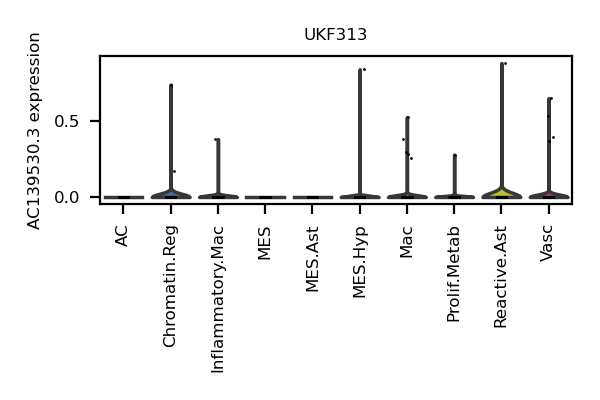 UKF313
AC139530.3 expression
0.5
0.0
AC
Chromatin.Reg
Inflammatory.Mac
MES
MES.Ast
MES.Hyp
Mac
Prolif.Metab
Reactive.Ast
Vasc